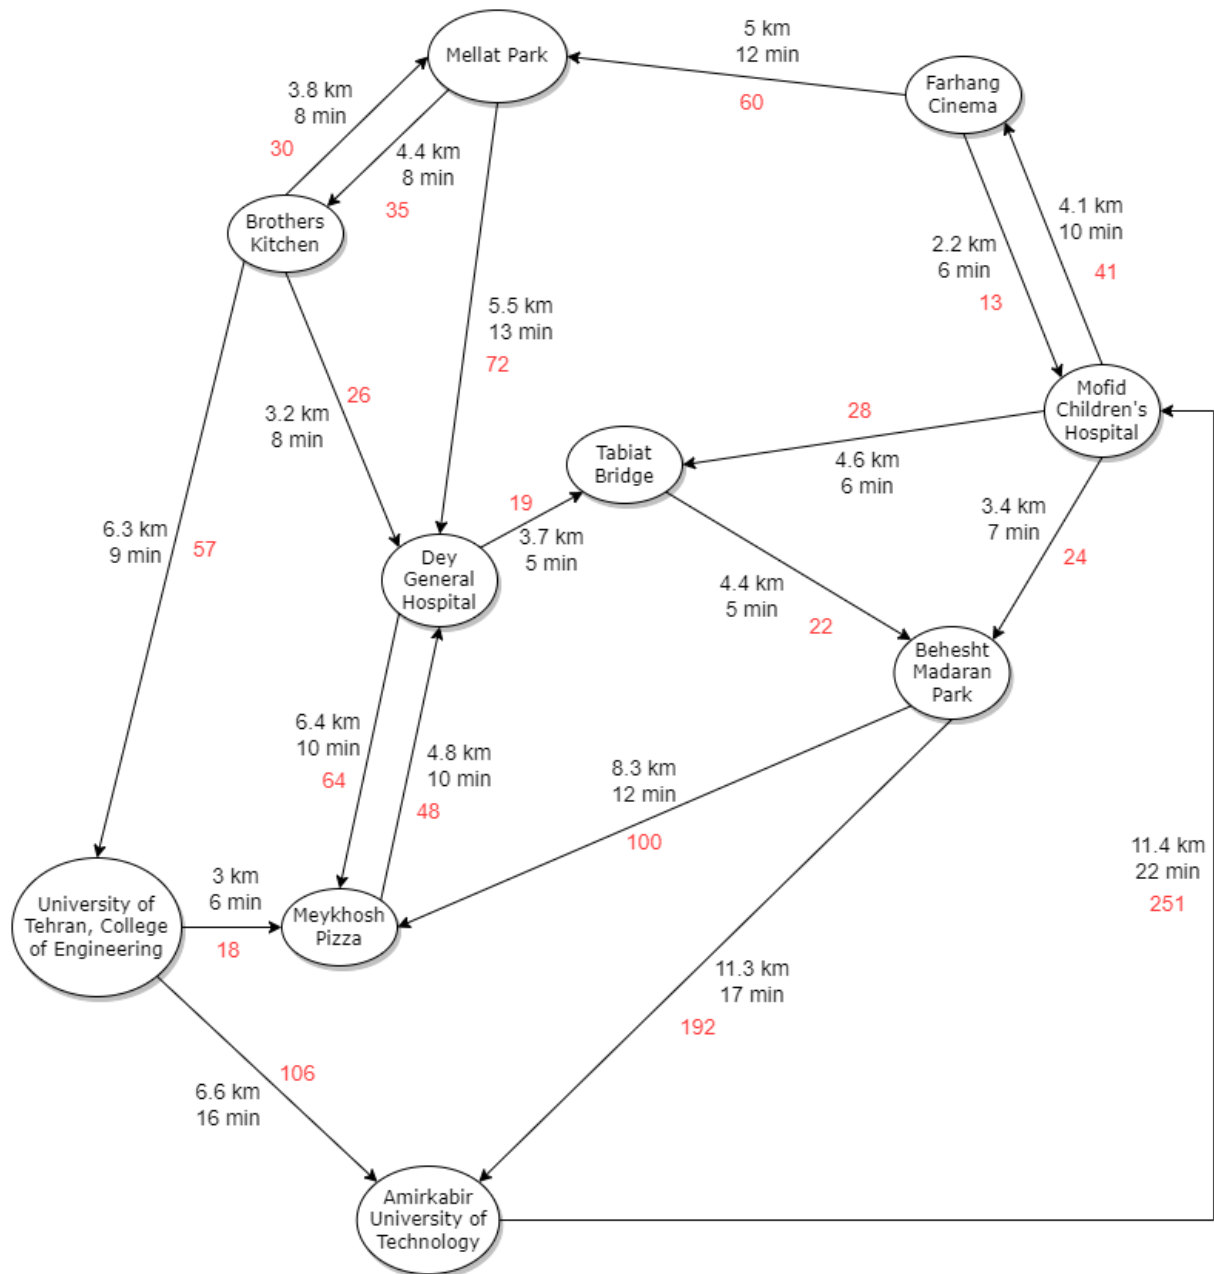 5 km
12 min
Mellat Park
60
Farhang
Cinema
3.8 km
8 min
30
4.4 km
8 min
35
Brothers
Kitchen
4.1 km
10 min
41
2.2 km
6 min
13
5.5 km
13 min
72
26
3.2 km
8 min
28
4.6 km
6 min
Mofid
Children's
Hospital
Tabiat
Bridge
19
3.7 km
5 min
3.4 km
7 min
24
6.3 km
9 min
57
Dey
General
Hospital
4.4 km
5 min
22
Behesht
Madaran
Park
6.4 km
10 min
64
4.8 km
10 min
48
8.3 km
12 min
100
11.4 km
22 min
251
University of
Tehran, College
of Engineering
3 km
6 min
18
Meykhosh
Pizza
11.3 km
17 min
192
106
6.6 km
16 min
Amirkabir
University of
Technology